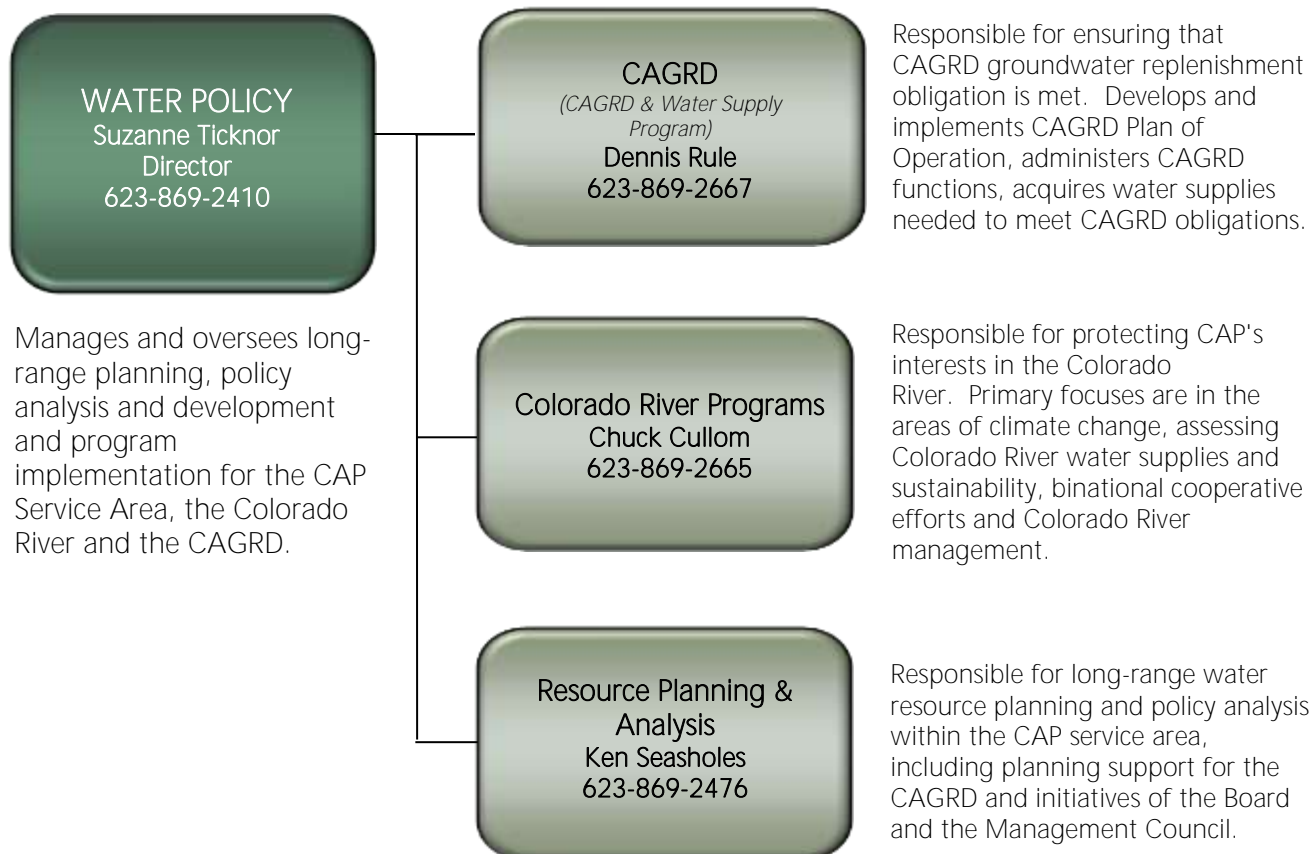 WATER POLICY
Suzanne Ticknor
Director
623-869-2410
Manages and oversees long-
range planning, policy
analysis and development
and program
implementation for the CAP
Service Area, the Colorado
River and the CAGRD.
CAGRD
(CAGRD & Water Supply
Program)
Dennis Rule
623-869-2667
Responsible for ensuring that
CAGRD groundwater replenishment
obligation is met.  Develops and
implements CAGRD Plan of
Operation, administers CAGRD
functions, acquires water supplies
needed to meet CAGRD obligations.
Colorado River Programs
Chuck Cullom
623-869-2665
Responsible for protecting CAP's
interests in the Colorado
River.  Primary focuses are in the
areas of climate change, assessing
Colorado River water supplies and
sustainability, binational cooperative
efforts and Colorado River
management.
Resource Planning &
Analysis
Ken Seasholes
623-869-2476
Responsible for long-range water
resource planning and policy analysis
within the CAP service area,
including planning support for the
CAGRD and initiatives of the Board
and the Management Council.